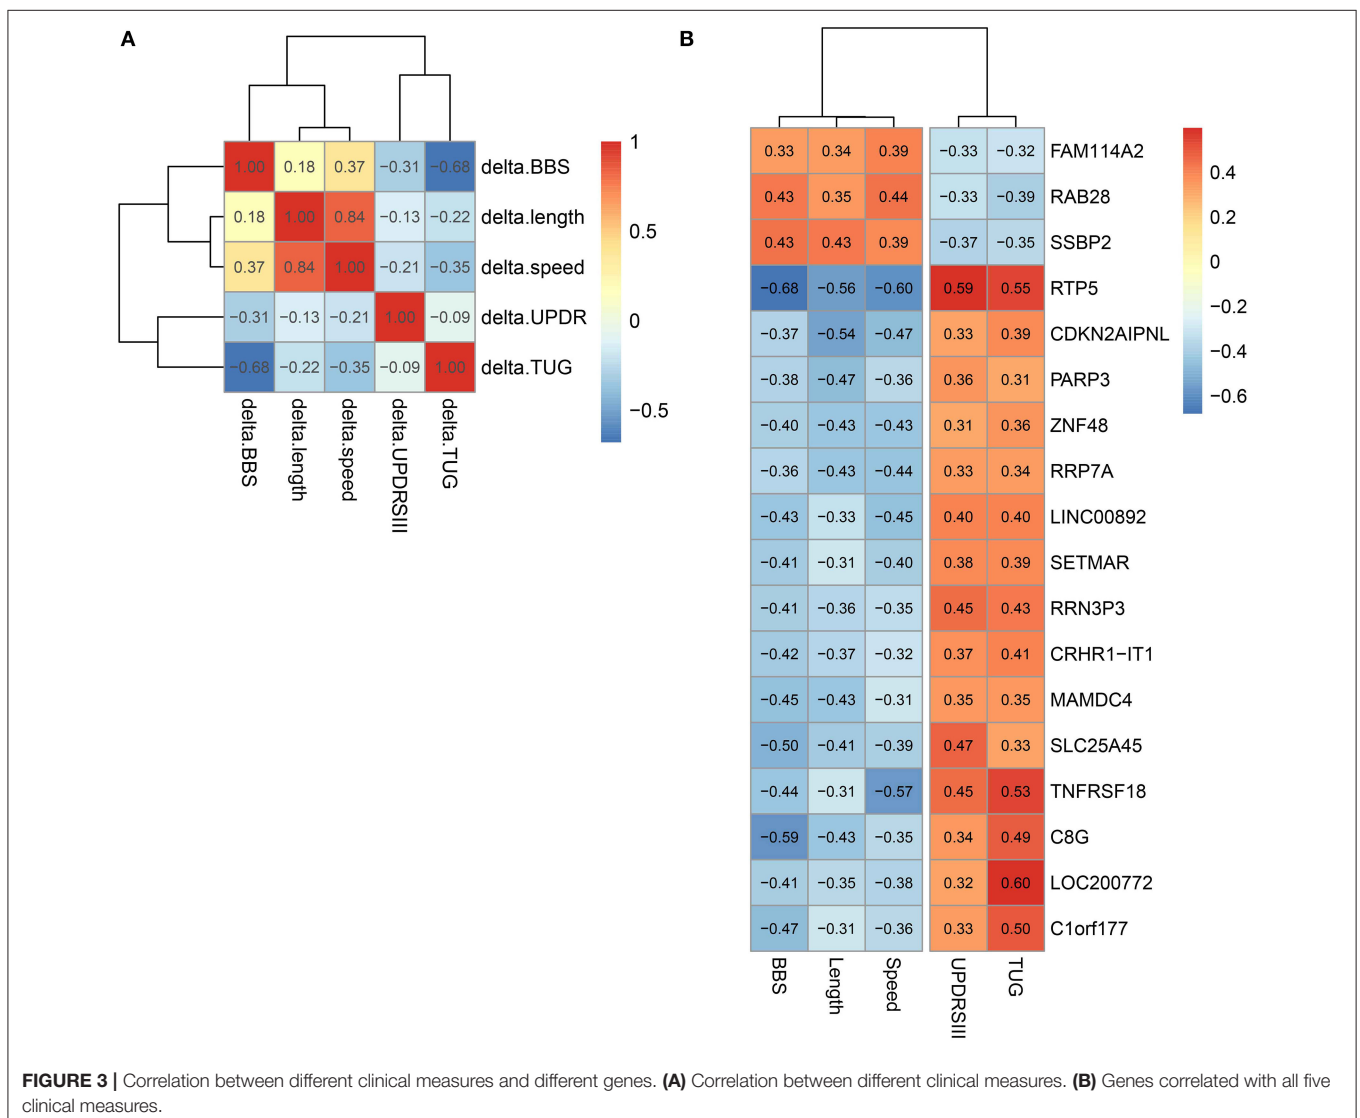 A
1.00 0.18 0.37 −0.31 −0.68 delta.BBS
0.18 1.00 0.84 −0.13 −0.22 delta.length
0.37 0.84 1.00 −0.21 −0.35 delta.speed
−0.31 −0.13 −0.21 1.00 −0.09 delta.UPDR
−0.68 −0.22 −0.35 −0.09 1.00 delta.TUG
delta.BBS
delta.length
delta.speed
delta.UPDRSIII
delta.TUG
1
0.5
0
−0.5
B
0.33 0.34 0.39 −0.33 −0.32 FAM114A2
0.43 0.35 0.44 −0.33 −0.39 RAB28
0.43 0.43 0.39 −0.37 −0.35 SSBP2
−0.68 −0.56 −0.60 0.59 0.55 RTP5
−0.37 −0.54 −0.47 0.33 0.39 CDKN2AIPNL
−0.38 −0.47 −0.36 0.36 0.31 PARP3
−0.40 −0.43 −0.43 0.31 0.36 ZNF48
−0.36 −0.43 −0.44 0.33 0.34 RRP7A
−0.43 −0.33 −0.45 0.40 0.40 LINC00892
−0.41 −0.31 −0.40 0.38 0.39 SETMAR
−0.41 −0.36 −0.35 0.45 0.43 RRN3P3
−0.42 −0.37 −0.32 0.37 0.41 CRHR1−IT1
−0.45 −0.43 −0.31 0.35 0.35 MAMDC4
−0.50 −0.41 −0.39 0.47 0.33 SLC25A45
−0.44 −0.31 −0.57 0.45 0.53 TNFRSF18
−0.59 −0.43 −0.35 0.34 0.49 C8G
−0.41 −0.35 −0.38 0.32 0.60 LOC200772
−0.47 −0.31 −0.36 0.33 0.50 C1orf177
BBS
Length
Speed
UPDRSIII
TUG
0.4
0.2
0
−0.2
−0.4
−0.6
FIGURE 3 | Correlation between different clinical measures and different genes. (A) Correlation between different clinical measures. (B) Genes correlated with all five
clinical measures.